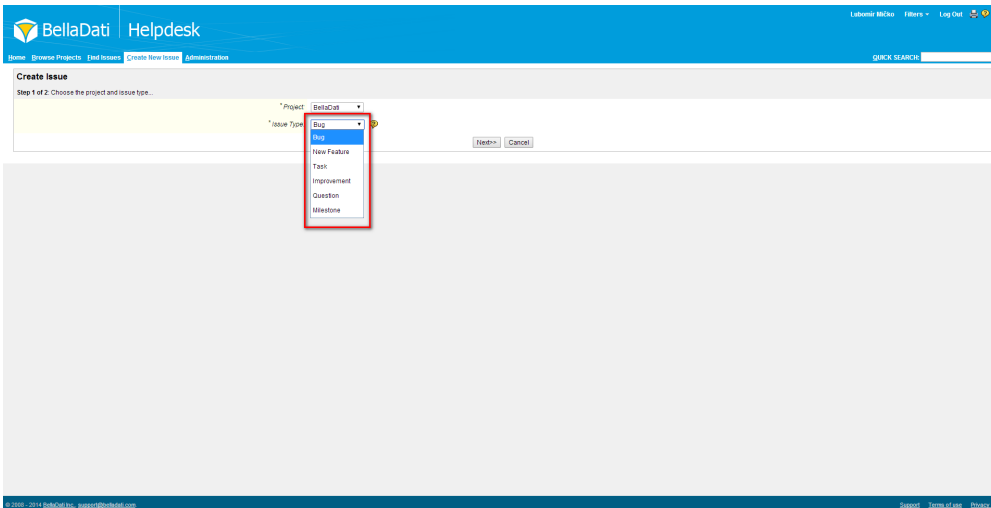 Lubomír Mičko Filters Log Out
BellaDati Helpdesk
Home Browse Projects Find Issues Create New Issue Administration
QUICK SEARCH:
Create Issue
Step 1 of 2: Choose the project and issue type...
* Project: BellaDati
* Issue Type: Bug
Bug
New Feature
Task
Improvement
Question
Milestone
Next>> Cancel
© 2008 - 2014 BellaDati Inc., support@belladati.com
Support Terms of use Privacy